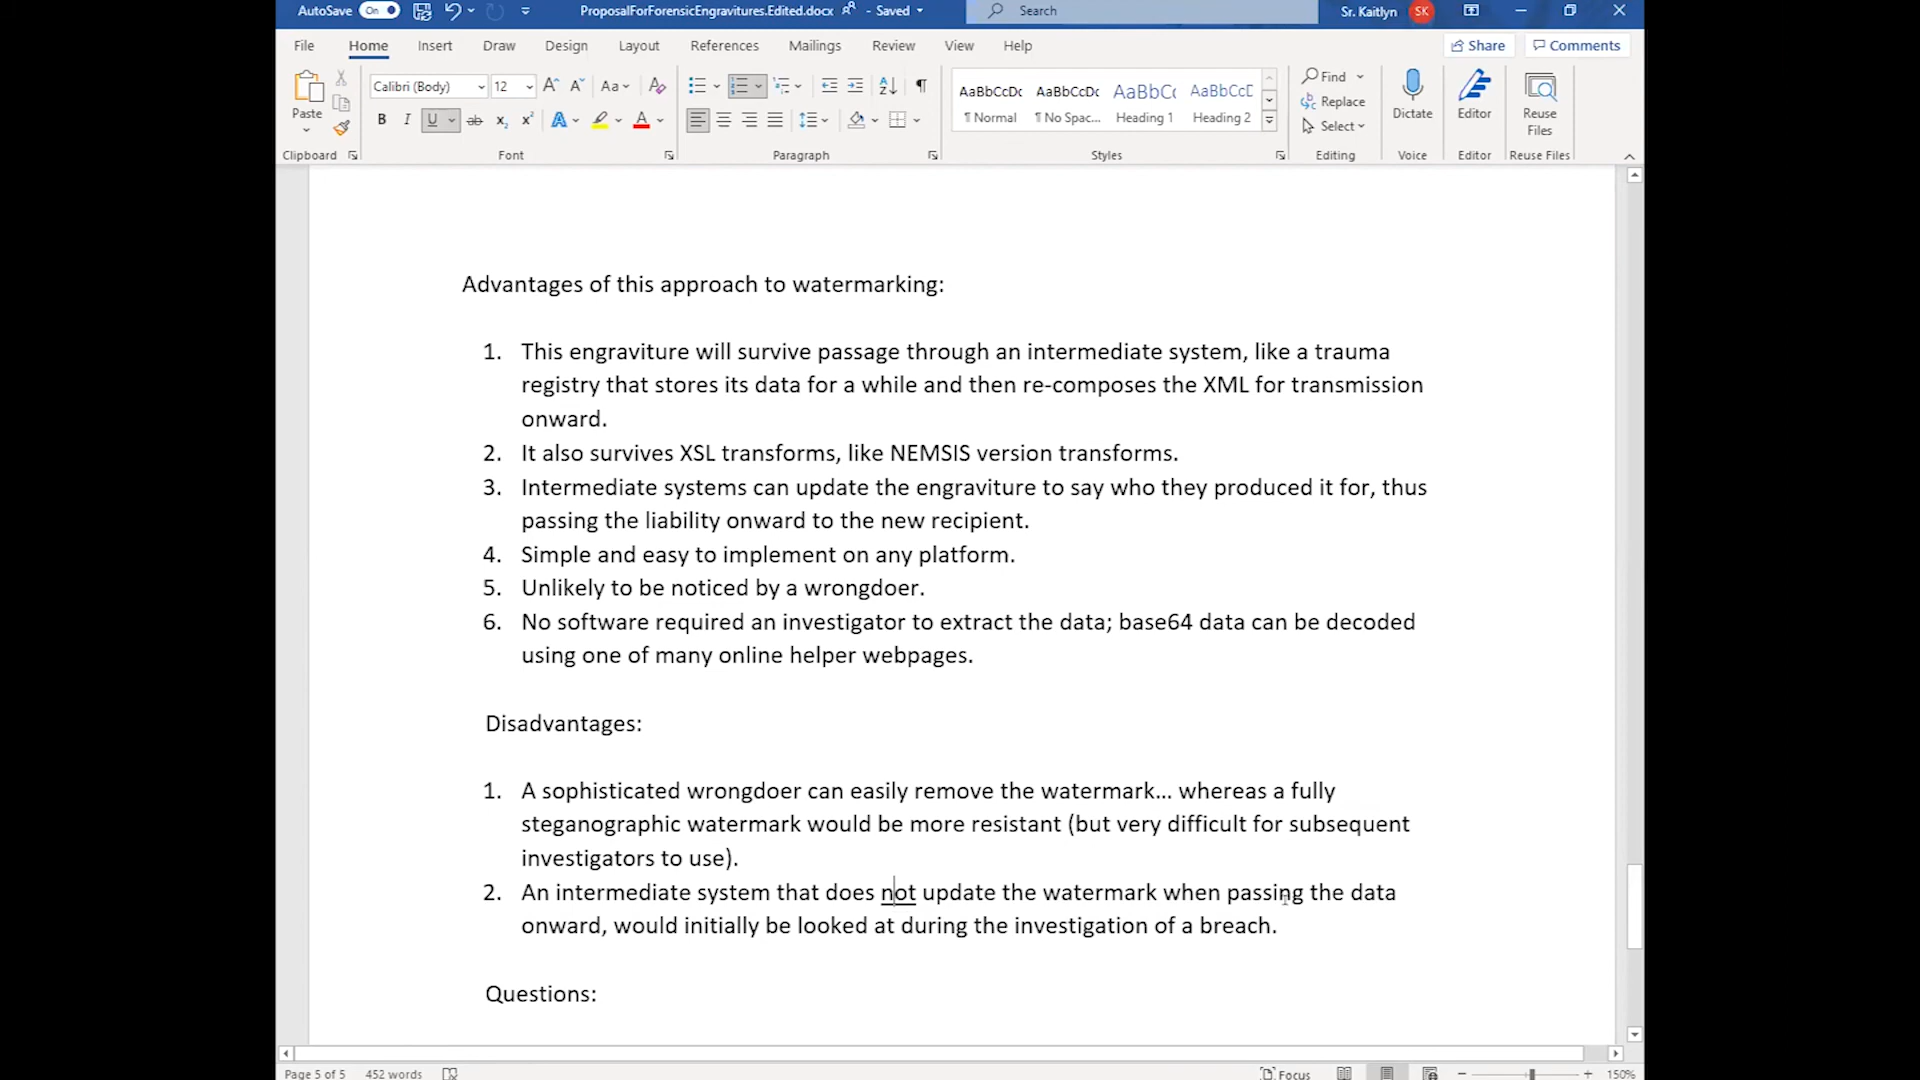 AutoSave On ProposalForForensicEngravitures.Edited.docx - Saved Search Sr. Kaitlyn SK
File Home Insert Draw Design Layout References Mailings Review View Help Share Comments
Calibri (Body) 12 Aa AaBbCcDc AaBbCcDc AaBbCc AaBbCcD Find
Paste Replace Dictate Editor Reuse Files
B I U ab x₂ x² A A ¶ Normal ¶ No Spac... Heading 1 Heading 2 Select
Clipboard Font Paragraph Styles Editing Voice Editor Reuse Files
Advantages of this approach to watermarking:
1. This engraviture will survive passage through an intermediate system, like a trauma
registry that stores its data for a while and then re-composes the XML for transmission
onward.
2. It also survives XSL transforms, like NEMSIS version transforms.
3. Intermediate systems can update the engraviture to say who they produced it for, thus
passing the liability onward to the new recipient.
4. Simple and easy to implement on any platform.
5. Unlikely to be noticed by a wrongdoer.
6. No software required an investigator to extract the data; base64 data can be decoded
using one of many online helper webpages.
Disadvantages:
1. A sophisticated wrongdoer can easily remove the watermark... whereas a fully
steganographic watermark would be more resistant (but very difficult for subsequent
investigators to use).
2. An intermediate system that does not update the watermark when passing the data
onward, would initially be looked at during the investigation of a breach.
Questions:
Page 5 of 5 452 words Focus 150%